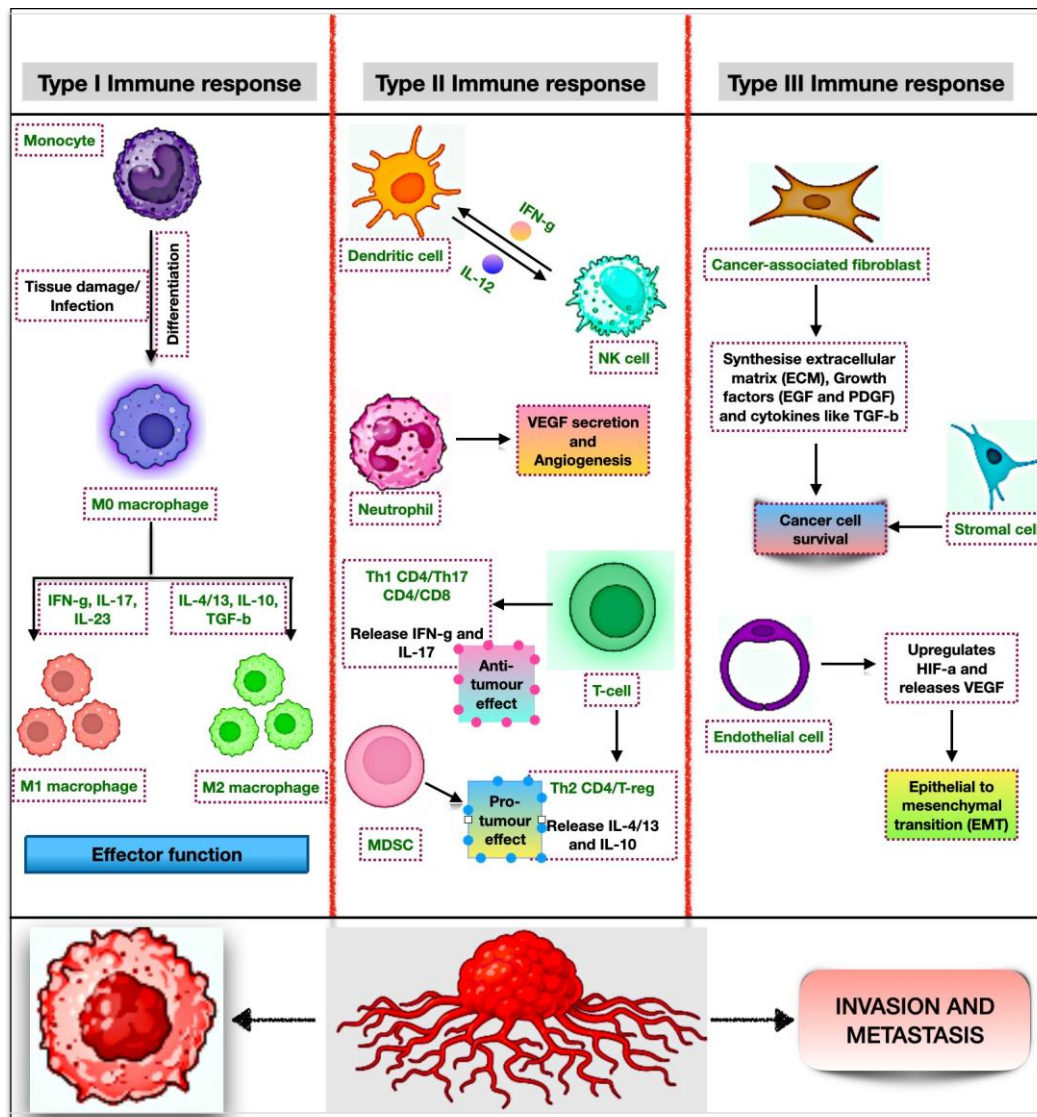 Type I Immune response
Type II Immune response
Type III Immune response
Monocyte
Tissue damage/
Infection
Differentiation
M0 macrophage
IFN-g, IL-17,
IL-23
IL-4/13, IL-10,
TGF-b
M1 macrophage
M2 macrophage
Effector function
Dendritic cell
IFN-g
IL-12
NK cell
Neutrophil
VEGF secretion
and
Angiogenesis
Th1 CD4/Th17
CD4/CD8
Release IFN-g and
IL-17
Anti-
tumour
effect
T-cell
MDSC
Pro-
tumour
effect
Th2 CD4/T-reg
Release IL-4/13
and IL-10
Cancer-associated fibroblast
Synthesise extracellular
matrix (ECM), Growth
factors (EGF and PDGF)
and cytokines like TGF-b
Cancer cell
survival
Stromal cell
Endothelial cell
Upregulates
HIF-a and
releases VEGF
Epithelial to
mesenchymal
transition (EMT)
INVASION AND
METASTASIS